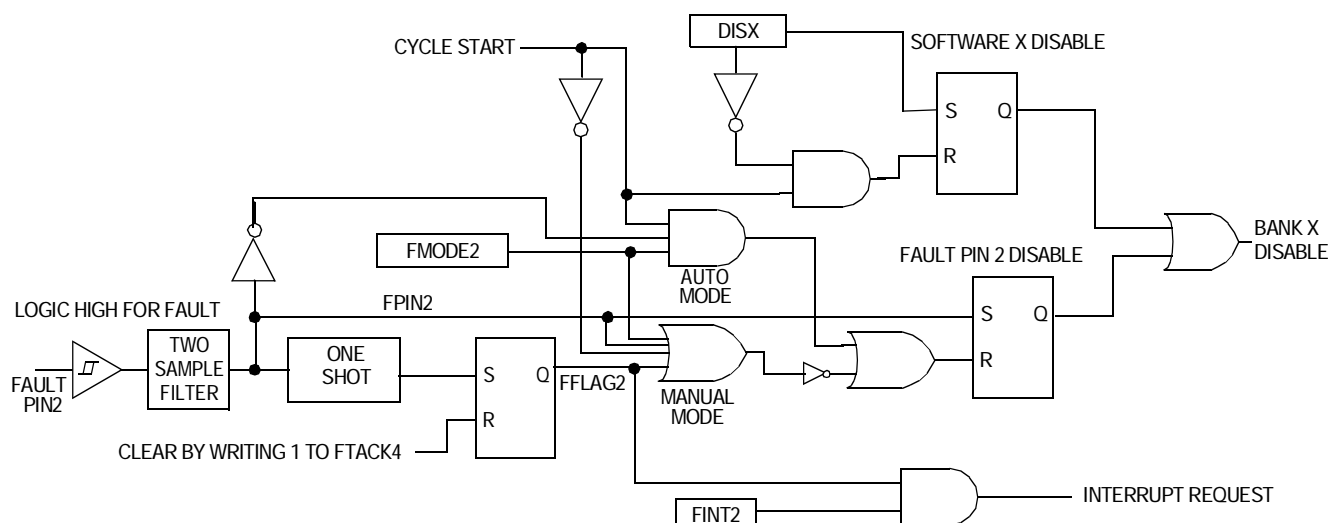 DISX
CYCLE START
SOFTWARE X DISABLE
S
Q
R
BANK X
DISABLE
FMODE2
AUTO
MODE
FAULT PIN 2 DISABLE
LOGIC HIGH FOR FAULT
FPIN2
S
Q
R
TWO
SAMPLE
FILTER
ONE
SHOT
FAULT
PIN2
S
Q
R
FFLAG2
MANUAL
MODE
CLEAR BY WRITING 1 TO FTACK4
FINT2
INTERRUPT REQUEST